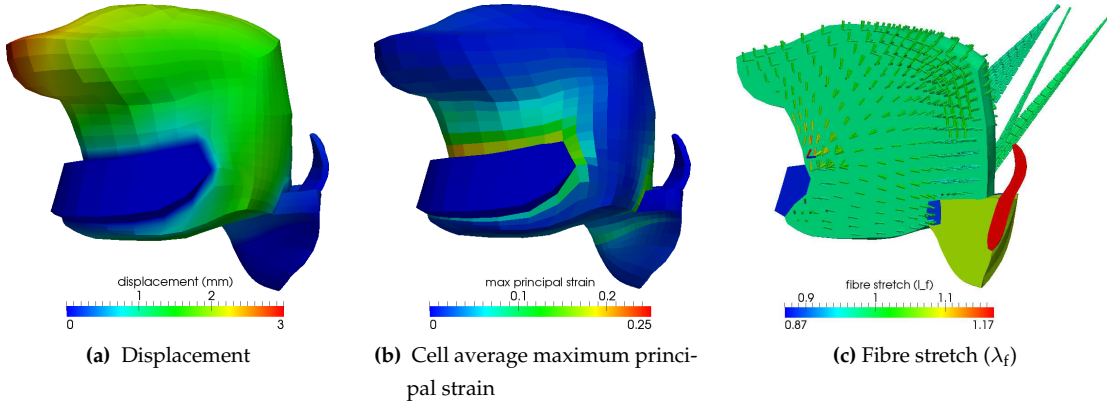 displacement (mm)
1 2
0 3
(a) Displacement
max principal strain
0.1 0.2
0 0.25
(b) Cell average maximum princi-
pal strain
fibre stretch (l_f)
0.9 1 1.1
0.87 1.17
(c) Fibre stretch (λf)